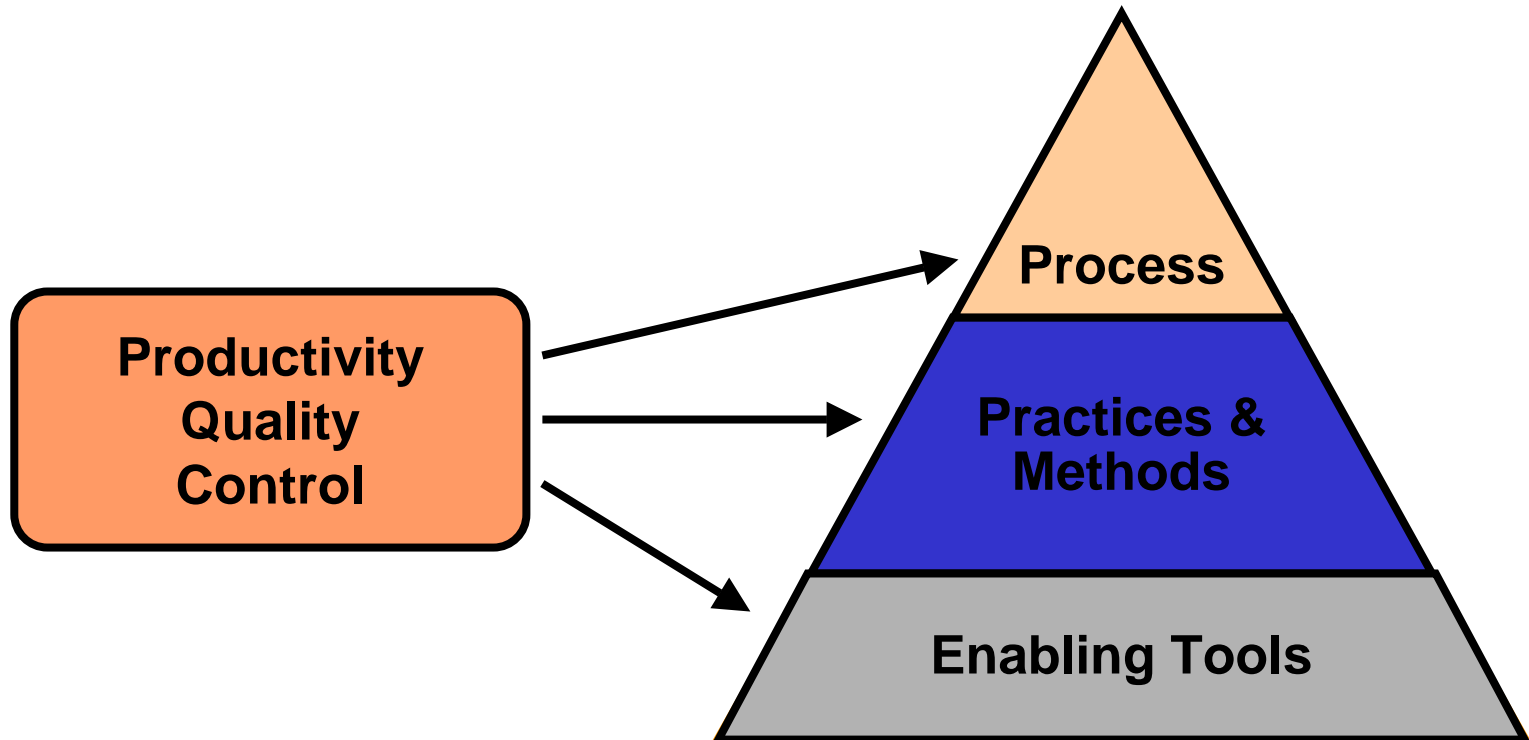 Productivity
Quality
Control
Process
Practices &
Methods
Enabling Tools